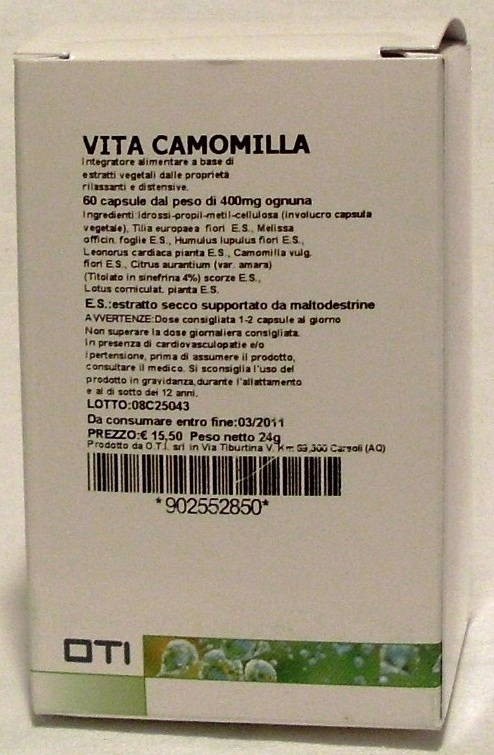 VITA CAMOMILLA
Integratore alimentare a base di
estratti vegetali dalle proprietà
rilassanti e distensive.
60 capsule dal peso di 400mg ognuna
Ingredienti:Idrossi-propil-metil-cellulosa (involucro capsula
vegetale), Tilia europaea fiori E.S., Melissa
officin. foglie E.S., Humulus lupulus fiori E.S.,
Leonorus cardiaca pianta E.S., Camomilla vulg.
fiori E.S., Citrus aurantium (var. amara)
(Titolato in sinefrina 4%) scorze E.S.,
Lotus corniculat. pianta E.S.
E.S.:estratto secco supportato da maltodestrine
AVVERTENZE:Dose consigliata 1-2 capsule al giorno
Non superare la dose giornaliera consigliata.
In presenza di cardiovasculopatie e/o
ipertensione, prima di assumere il prodotto,
consultare il medico. Si sconsiglia l'uso del
prodotto in gravidanza,durante l'allattamento
e al di sotto dei 12 anni.
LOTTO:08C25043
Da consumare entro fine:03/2011
PREZZO:€ 15,50 Peso netto 24g
Prodotto da O.T.I. srl in Via Tiburtina V. Km 69,300 Carsoli (AQ)
*902552850*
OTI